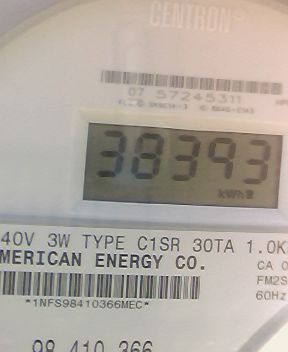 CENTRON®
07 57245311
38393
kWh
40V 3W TYPE C1SR 30TA 1.0K
MERICAN ENERGY CO.
CA 0
FM2S
*1NFS98410366MEC*
60Hz
98 410 366